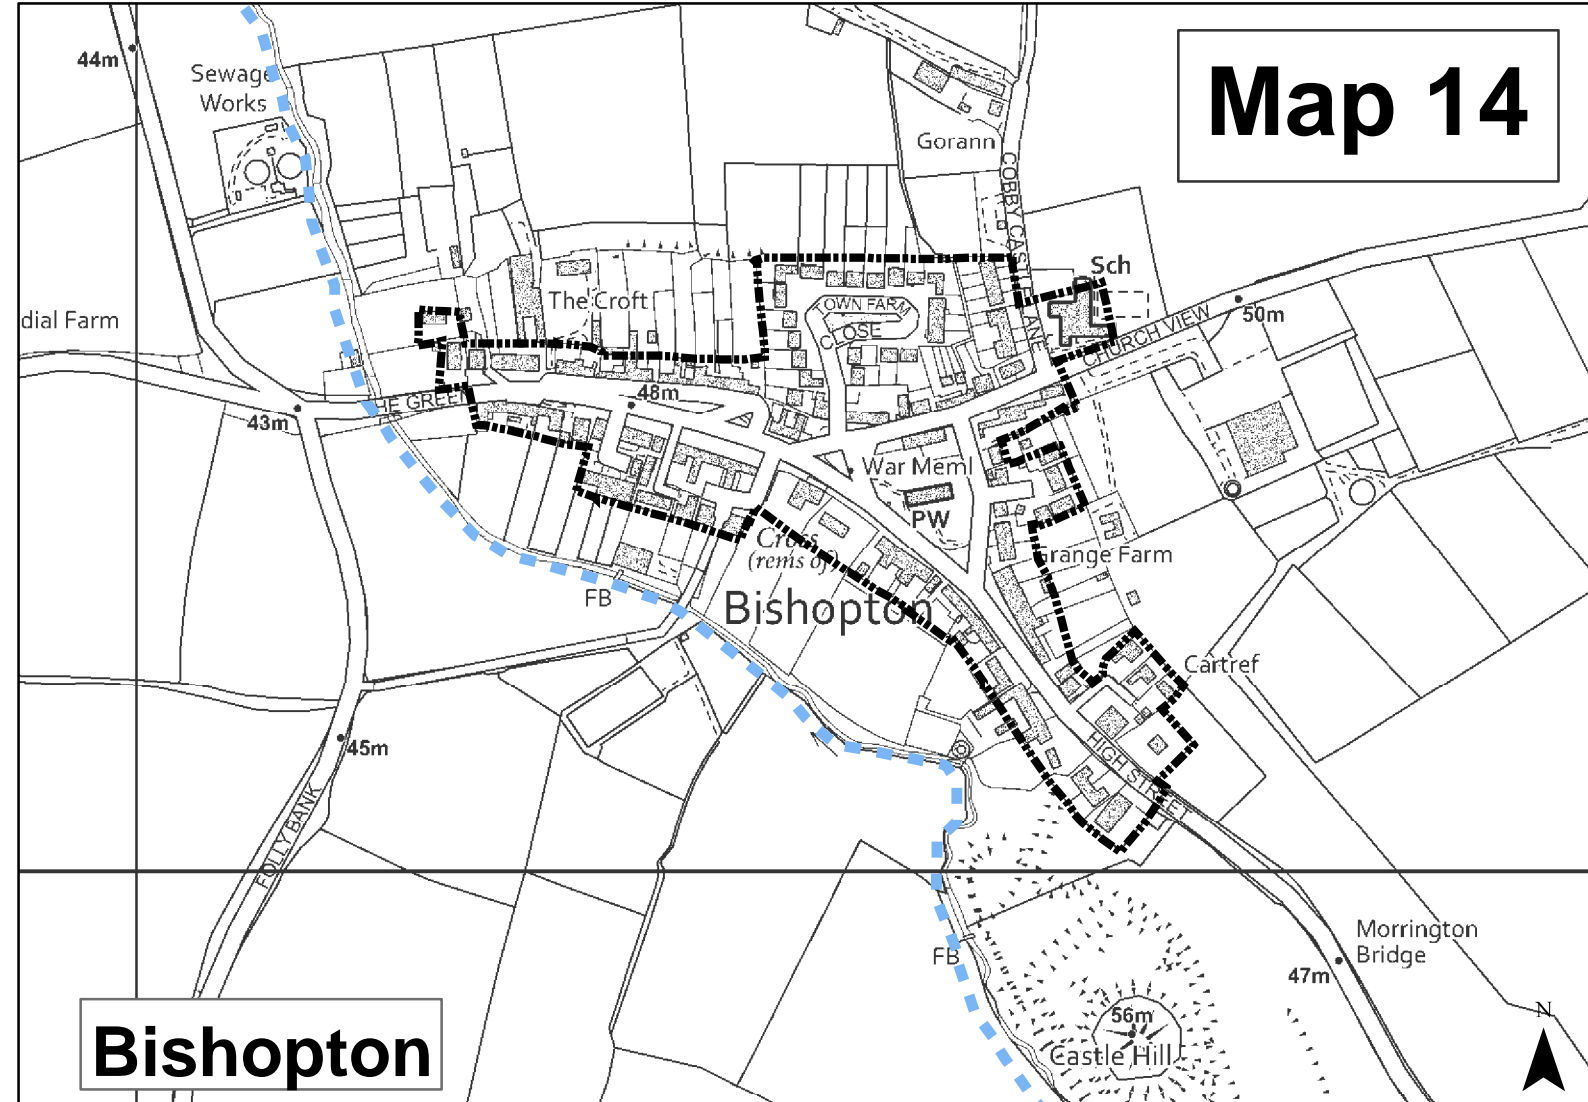 Map 14
44m
Sewage
Works
Gorann
COBBY CASTLE LANE
Sch
dial Farm
The Croft
TOWN FARM
CLOSE
CHURCH VIEW
50m
43m
THE GREEN
48m
War Meml
PW
Cross
(rems of)
Grange Farm
FB
Bishopton
Cartref
45m
HIGH STREET
FOLLY BANK
FB
Morrington
Bridge
47m
56m
Castle Hill
Bishopton
N